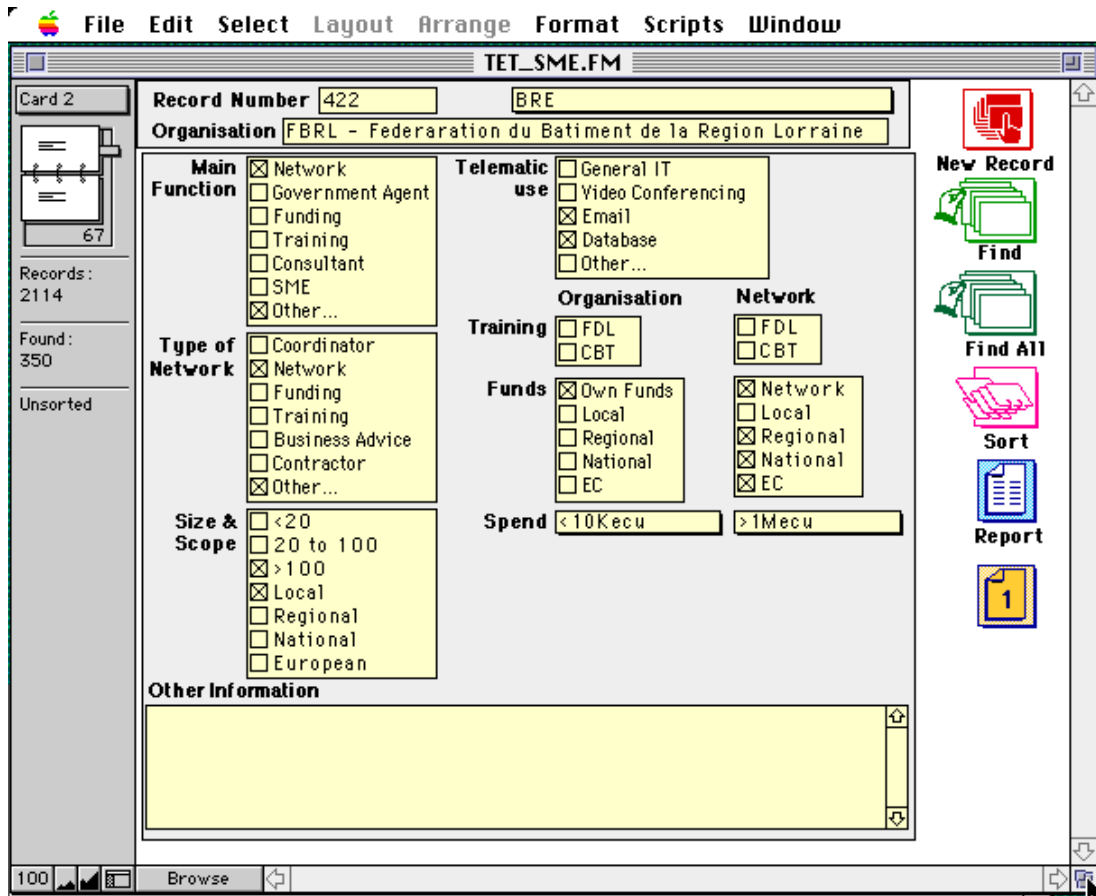 File Edit Select Layout Arrange Format Scripts Window
TET_SME.FM
Card 2
67
Records:
2114
Found:
350
Unsorted
Record Number 422 BRE
Organisation FBRL - Federaration du Batiment de la Region Lorraine
Main Function
Network
Government Agent
Funding
Training
Consultant
SME
Other...
Type of Network
Coordinator
Network
Funding
Training
Business Advice
Contractor
Other...
Size & Scope
<20
20 to 100
>100
Local
Regional
National
European
Telematic use
General IT
Video Conferencing
Email
Database
Other...
Organisation Network
Training
FDL FDL
CBT CBT
Funds
Own Funds Network
Local Local
Regional Regional
National National
EC EC
Spend <10Kecu >1Mecu
Other Information
New Record
Find
Find All
Sort
Report
1
100 Browse